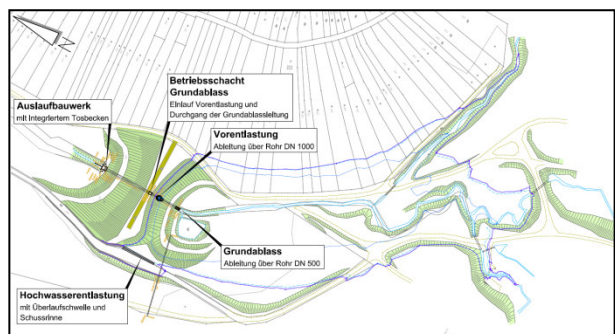 N
Betriebsschacht
Grundablass
Einlauf Vorentlastung und
Durchgang der Grundablassleitung
Auslaufbauwerk
mit Integriertem Tosbecken
Vorentlastung
Ableitung über Rohr DN 1000
Grundablass
Ableitung über Rohr DN 500
Hochwasserentlastung
mit Überlaufschwelle und
Schussrinne